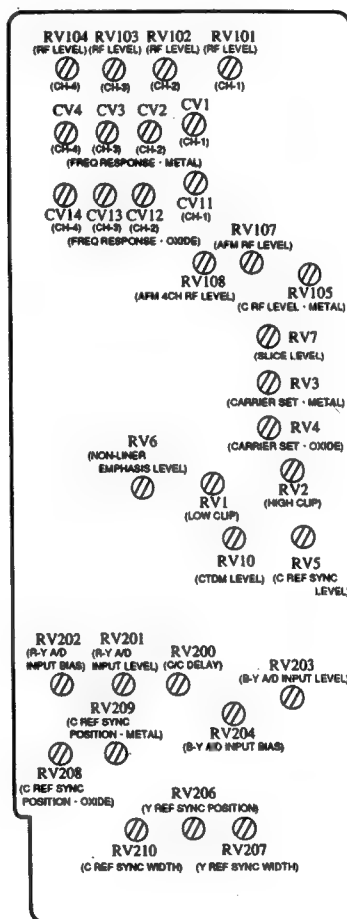 RV104 RV103 RV102 RV101
(RF LEVEL) (RF LEVEL) (RF LEVEL) (RF LEVEL)
(CH-4) (CH-3) (CH-2) (CH-1)
CV4 CV3 CV2 CV1
(CH-4) (CH-3) (CH-2) (CH-1)
(FREQ RESPONSE · METAL)
CV14 CV13 CV12 CV11
(CH-4) (CH-3) (CH-2) (CH-1)
(FREQ RESPONSE · OXIDE)
RV107
(AFM RF LEVEL)
RV108
(AFM 4CH RF LEVEL)
RV105
(C RF LEVEL · METAL)
RV7
(SLICE LEVEL)
RV3
(CARRIER SET · METAL)
RV4
(CARRIER SET · OXIDE)
RV6
(NON-LINER
EMPHASIS LEVEL)
RV1
(LOW CLIP)
RV2
(HIGH CLIP)
RV10
(CTDM LEVEL)
RV5
(C REF SYNC
LEVEL)
RV202 RV201 RV200
(R-Y A/D (R-Y A/D (C/C DELAY)
INPUT BIAS) INPUT LEVEL)
RV203
(B-Y A/D INPUT LEVEL)
RV209
(C REF SYNC
POSITION · METAL)
RV204
(B-Y A/D INPUT BIAS)
RV208
(C REF SYNC
POSITION · OXIDE)
RV206
(Y REF SYNC POSITION)
RV210 RV207
(C REF SYNC WIDTH) (Y REF SYNC WIDTH)